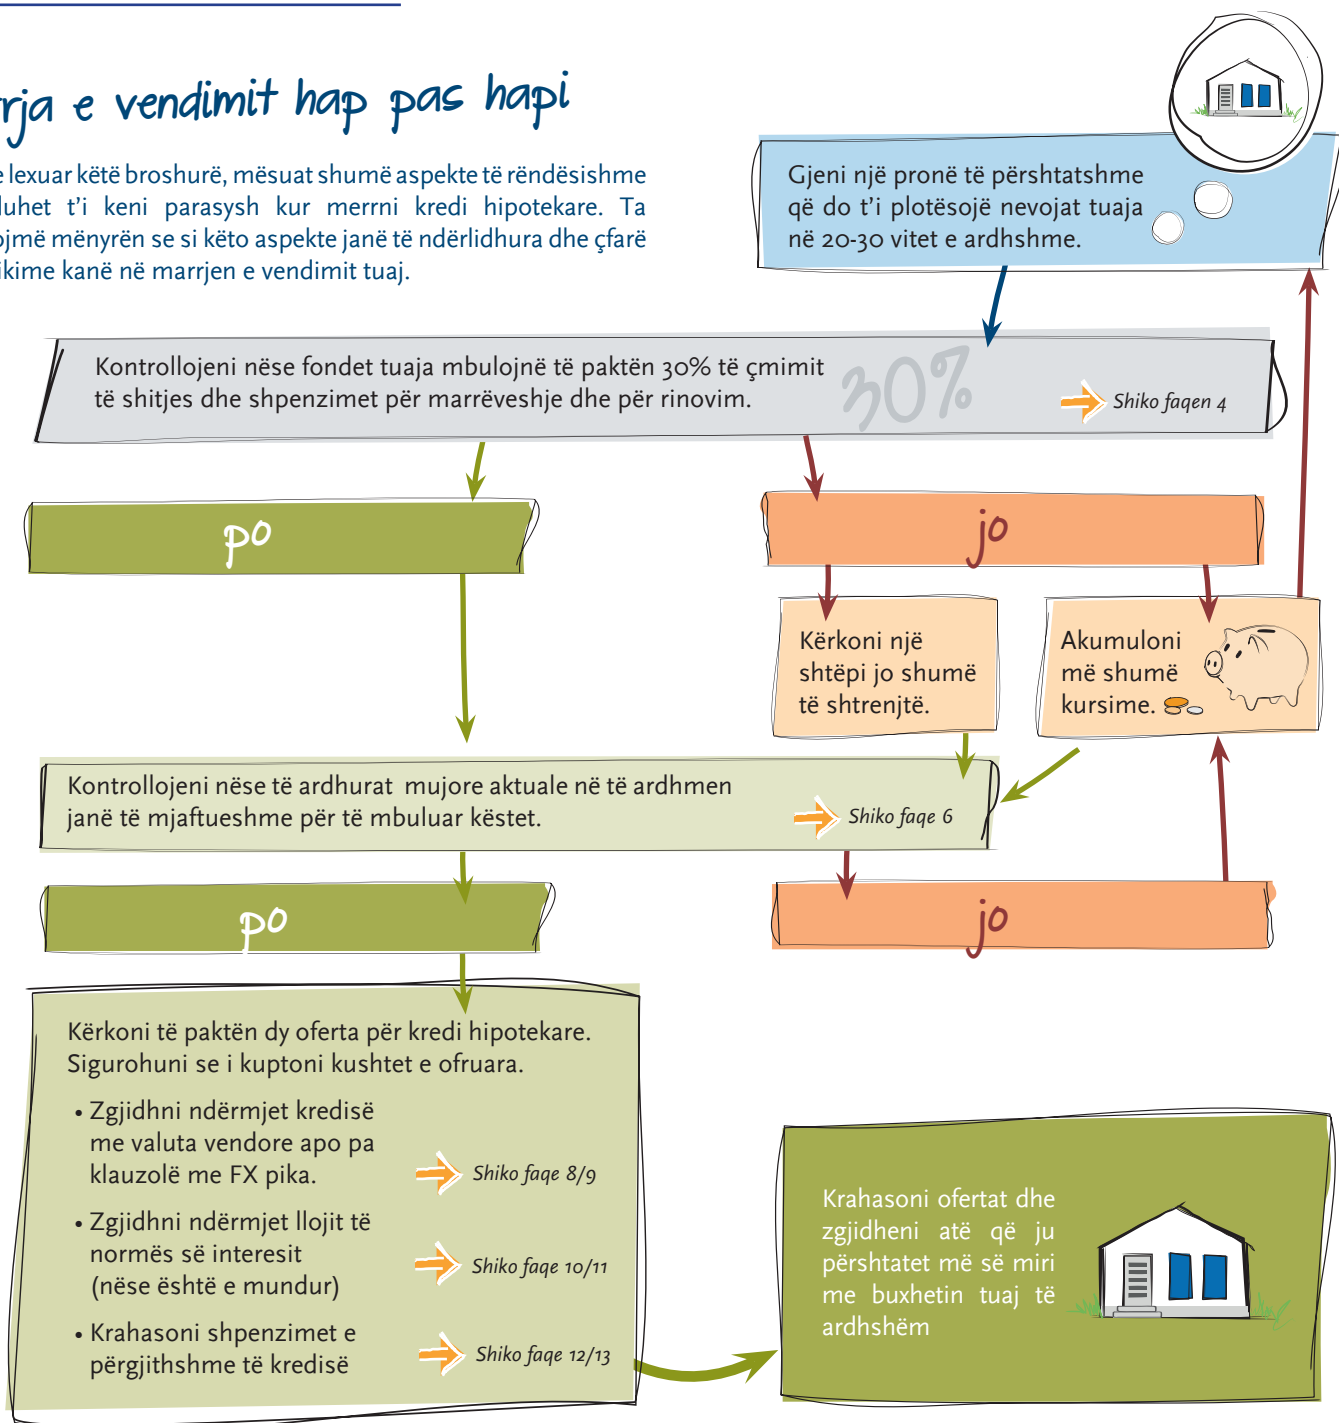 rrja e vendimit hap pas hapi
e lexuar këtë broshurë, mësuat shumë aspekte të rëndësishme
duhet t'i keni parasysh kur merrni kredi hipotekare. Ta
ojmë mënyrën se si këto aspekte janë të ndërlidhura dhe çfarë
ikime kanë në marrjen e vendimit tuaj.
Gjeni një pronë të përshtatshme
që do t'i plotësojë nevojat tuaja
në 20-30 vitet e ardhshme.
Kontrollojeni nëse fondet tuaja mbulojnë të paktën 30% të çmimit
të shitjes dhe shpenzimet për marrëveshje dhe për rinovim.
30%
Shiko faqen 4
po
jo
Kërkoni një
shtëpi jo shumë
të shtrenjtë.
Akumuloni
më shumë
kursime.
Kontrollojeni nëse të ardhurat mujore aktuale në të ardhmen
janë të mjaftueshme për të mbuluar këstet.
Shiko faqe 6
po
jo
Kërkoni të paktën dy oferta për kredi hipotekare.
Sigurohuni se i kuptoni kushtet e ofruara.
• Zgjidhni ndërmjet kredisë
me valuta vendore apo pa
klauzolë me FX pika.
Shiko faqe 8/9
• Zgjidhni ndërmjet llojit të
normës së interesit
(nëse është e mundur)
Shiko faqe 10/11
• Krahasoni shpenzimet e
përgjithshme të kredisë
Shiko faqe 12/13
Krahasoni ofertat dhe
zgjidheni atë që ju
përshtatet më së miri
me buxhetin tuaj të
ardhshëm